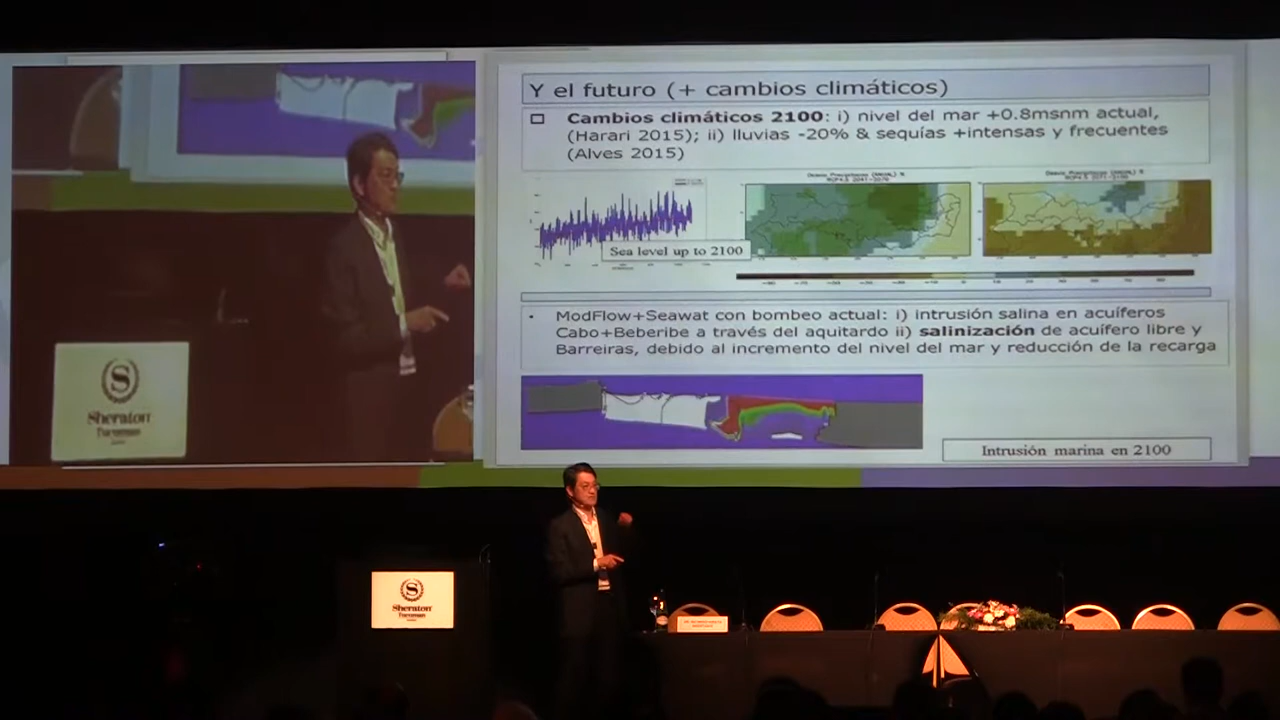 Y el futuro (+ cambios climáticos)
Cambios climáticos 2100: i) nivel del mar +0.8msnm actual,
(Harari 2015); ii) lluvias -20% & sequías +intensas y frecuentes
(Alves 2015)
Sea level up to 2100
ModFlow+Seawat con bombeo actual: i) intrusión salina en acuíferos
Cabo+Beberibe a través del aquitardo ii) salinización de acuífero libre y
Barreiras, debido al incremento del nivel del mar y reducción de la recarga
Intrusión marina en 2100
S
Sheraton
Tucuman
S
Sheraton
Tucuman